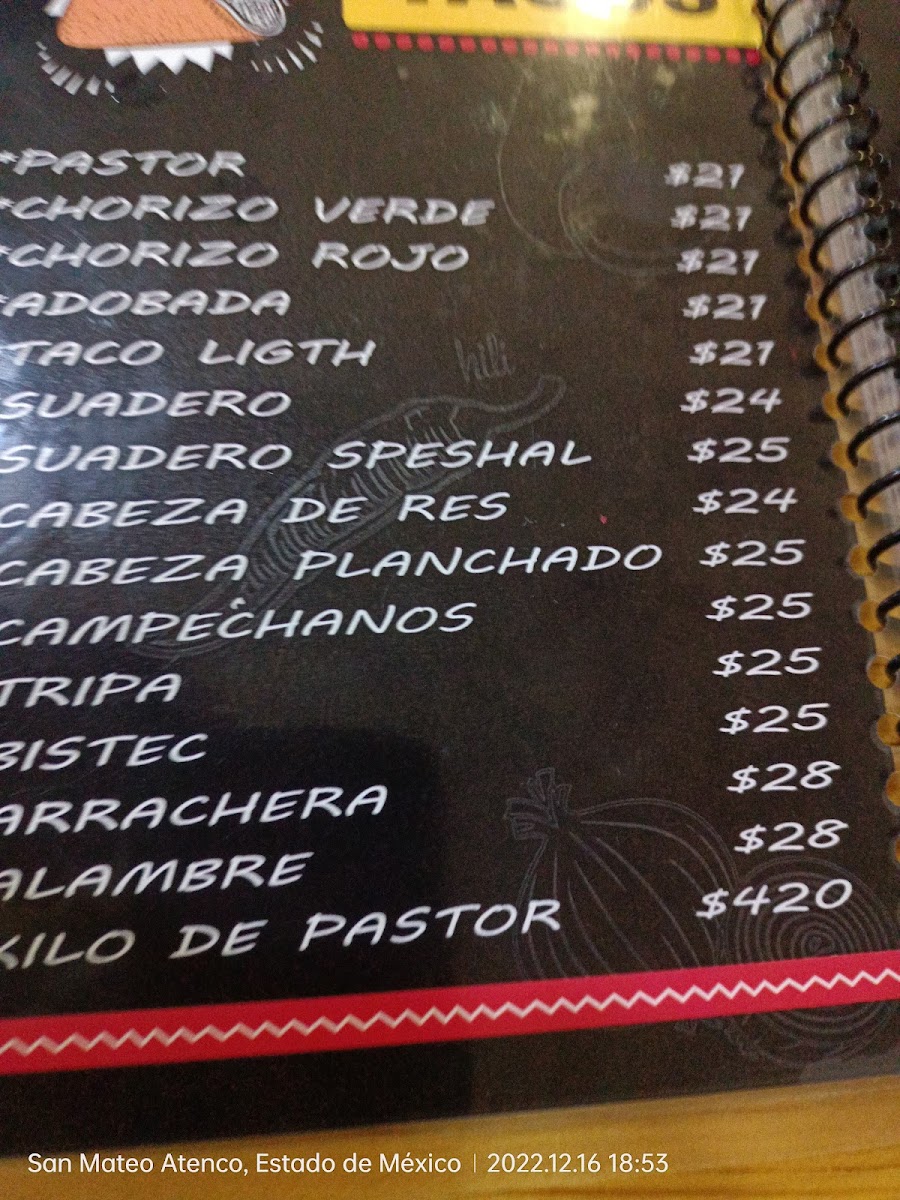 TACOS
*PASTOR $21
*CHORIZO VERDE $21
*CHORIZO ROJO $21
*ADOBADA $21
TACO LIGTH $21
SUADERO $24
SUADERO SPESHAL $25
CABEZA DE RES $24
CABEZA PLANCHADO $25
CAMPECHANOS $25
TRIPA $25
BISTEC $25
ARRACHERA $28
ALAMBRE $28
KILO DE PASTOR $420
San Mateo Atenco, Estado de México | 2022.12.16 18:53